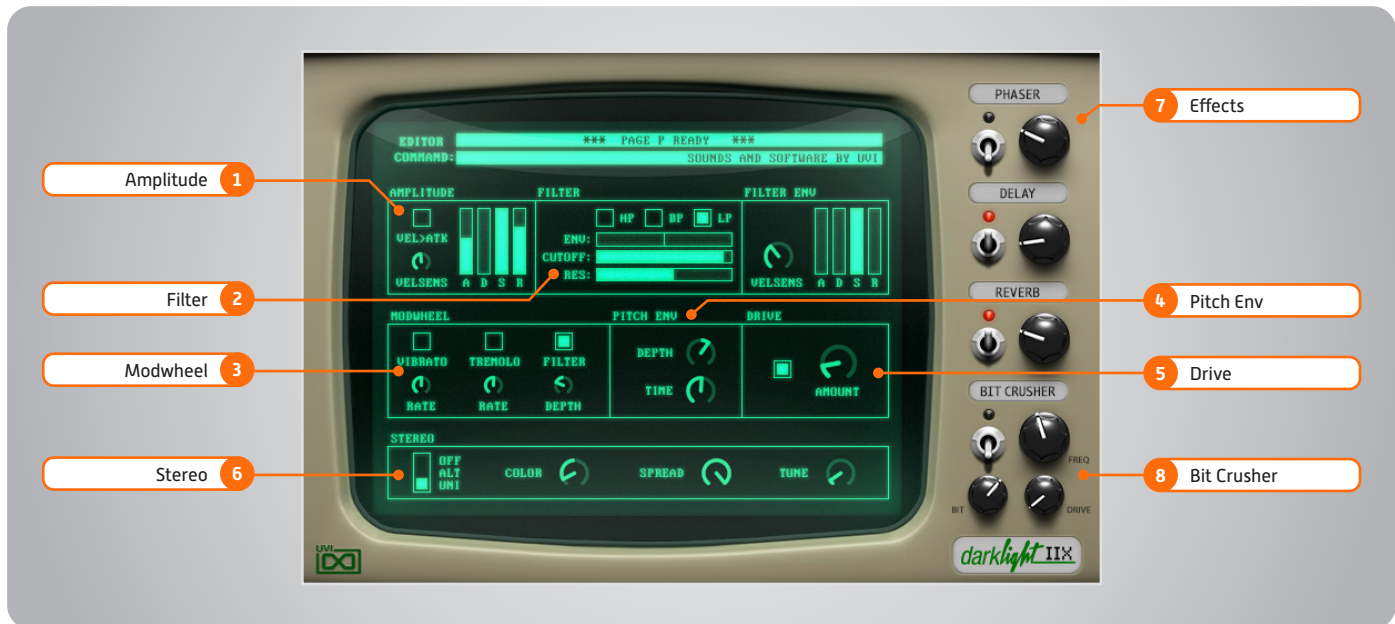 EDITOR *** PAGE P READY ***
COMMAND: SOUNDS AND SOFTWARE BY UVI
AMPLITUDE
VEL>ATK
VELSENS
A D S R
FILTER
HP BP LP
ENV:
CUTOFF:
RES:
FILTER ENV
VELSENS
A D S R
MODWHEEL
VIBRATO TREMOLO FILTER
RATE RATE DEPTH
PITCH ENV
DEPTH
TIME
DRIVE
AMOUNT
STEREO
OFF
ALT
UNI
COLOR SPREAD TUNE
PHASER
DELAY
REVERB
BIT CRUSHER
FREQ
BIT DRIVE
UVI
darklight IIX
Amplitude 1
Filter 2
Modwheel 3
Stereo 6
7 Effects
4 Pitch Env
5 Drive
8 Bit Crusher